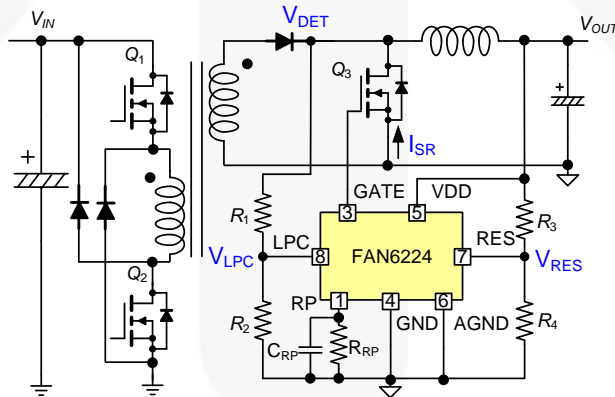 VIN
VDET
VOUT
Q1
Q3
+
+
ISR
GATE
VDD
R1
3
5
R3
LPC
RES
VLPC
8
FAN6224
7
VRES
Q2
RP
1
4
6
R2
GND
AGND
R4
CRP
RRP